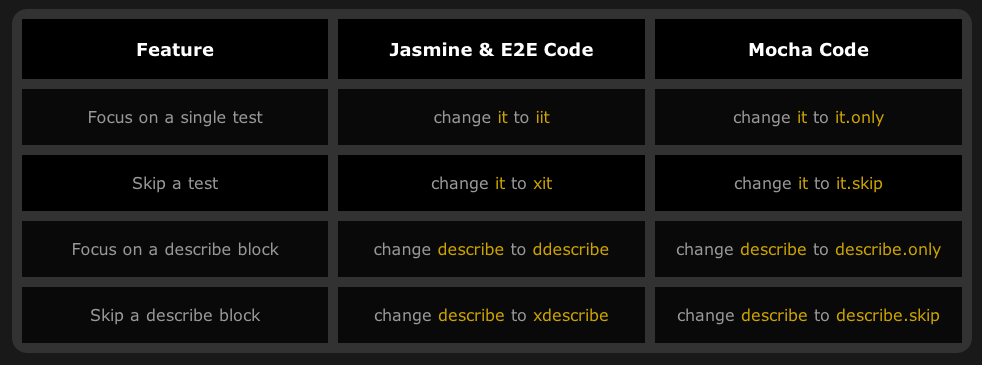 Feature Jasmine & E2E Code Mocha Code
Focus on a single test change it to iit change it to it.only
Skip a test change it to xit change it to it.skip
Focus on a describe block change describe to ddescribe change describe to describe.only
Skip a describe block change describe to xdescribe change describe to describe.skip